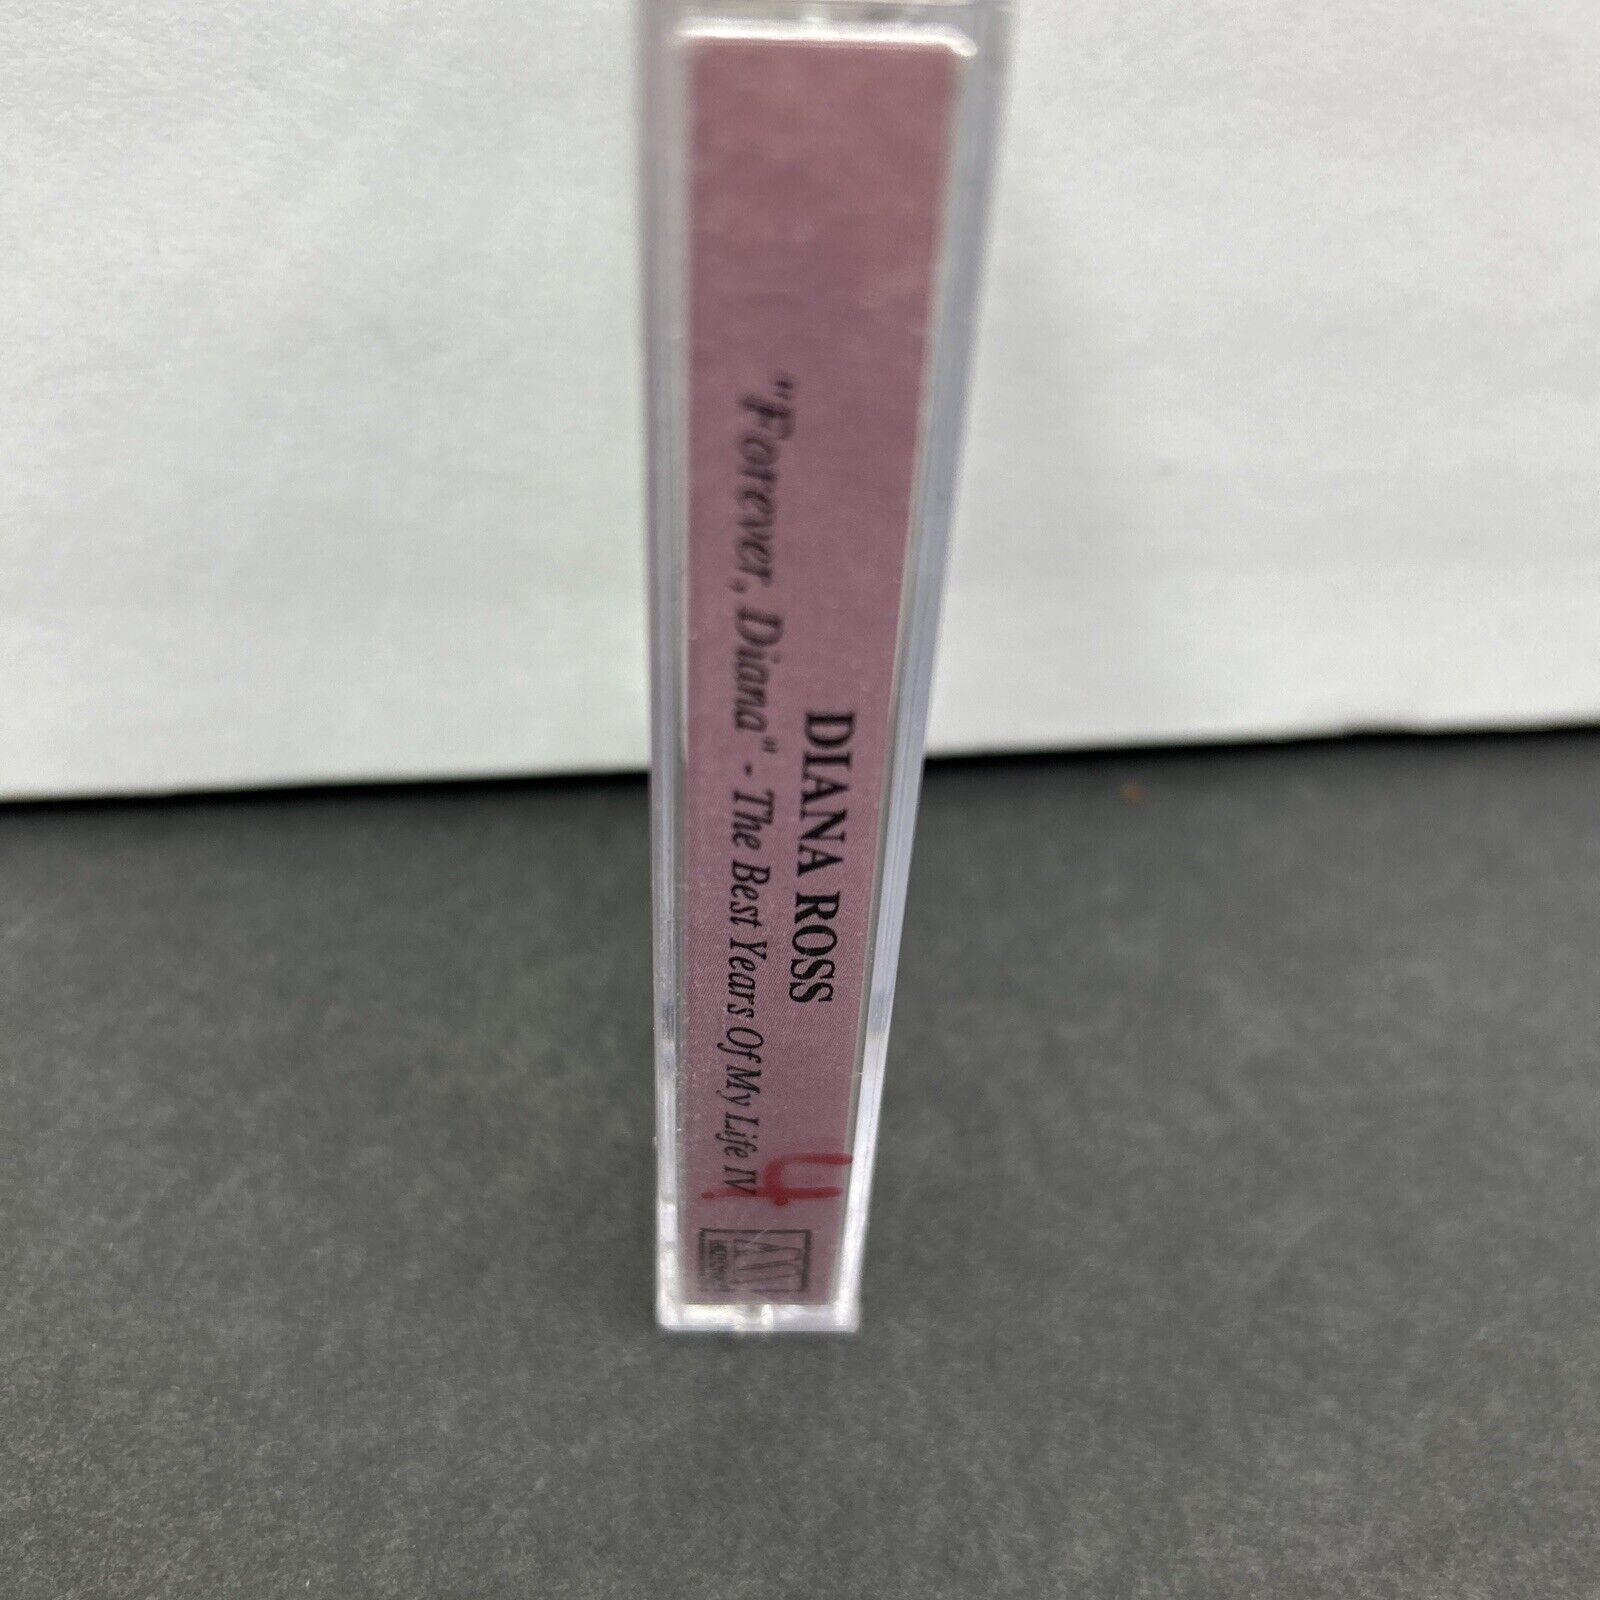 DIANA ROSS
"Forever, Diana" - The Best Years Of My Life IV
4